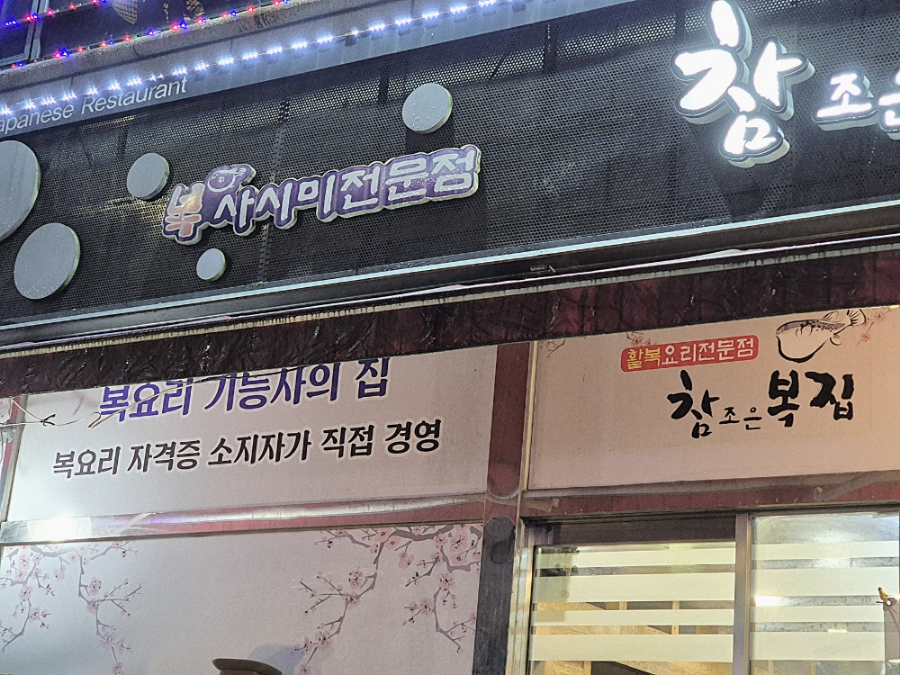 Japanese Restaurant
복 사시미전문점
참 조은
복요리 기능사의 집
복요리 자격증 소지자가 직접 경영
활복요리전문점
참조은복집